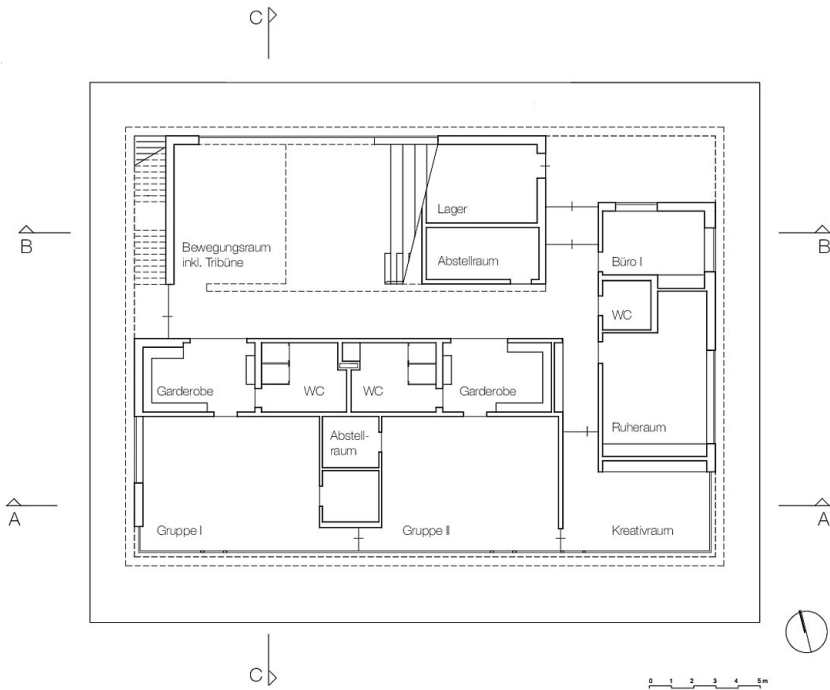 C
B
B
Lager
Bewegungsraum
inkl. Tribüne
Abstellraum
Büro I
WC
Garderobe
WC
WC
Garderobe
Abstell-
raum
Ruheraum
A
A
Gruppe I
Gruppe II
Kreativraum
C
0 1 2 3 4 5 m